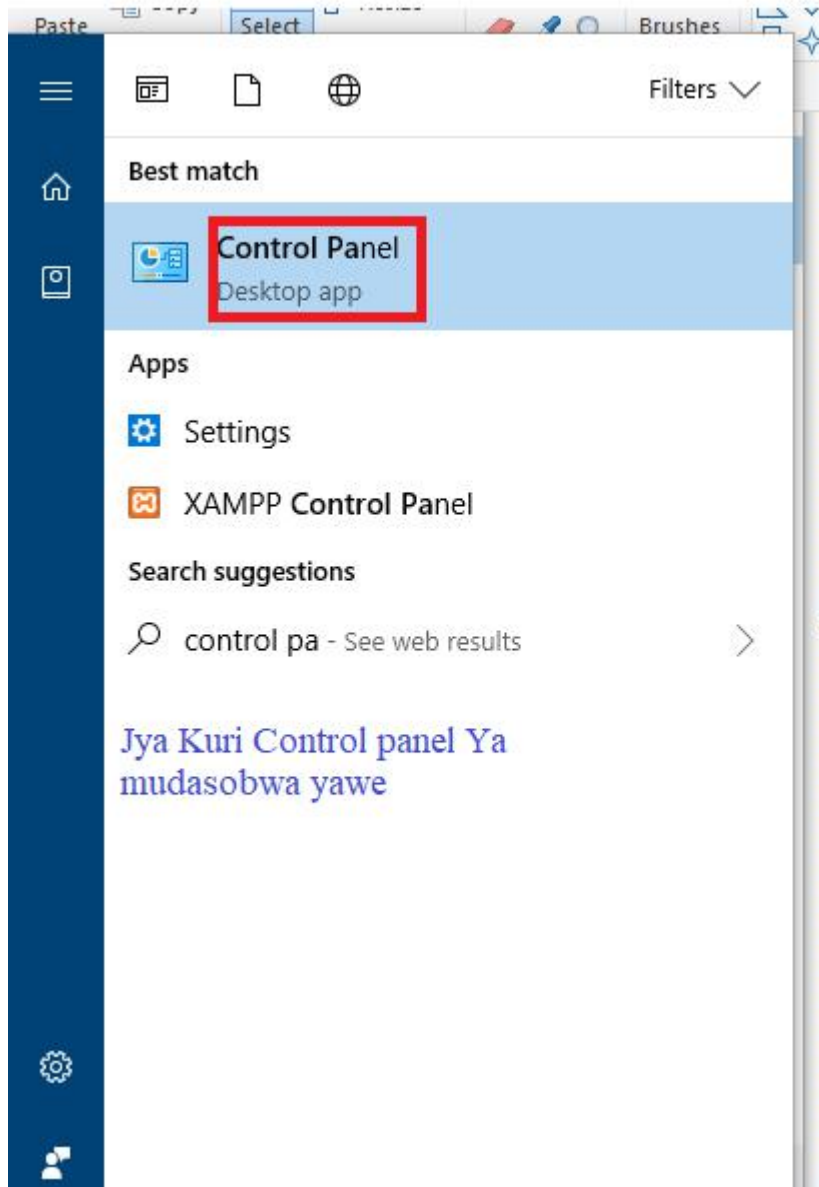 Paste
Select
Brushes
Filters
Best match
Control Panel
Desktop app
Apps
Settings
XAMPP Control Panel
Search suggestions
control pa - See web results
Jya Kuri Control panel Ya
mudasobwa yawe